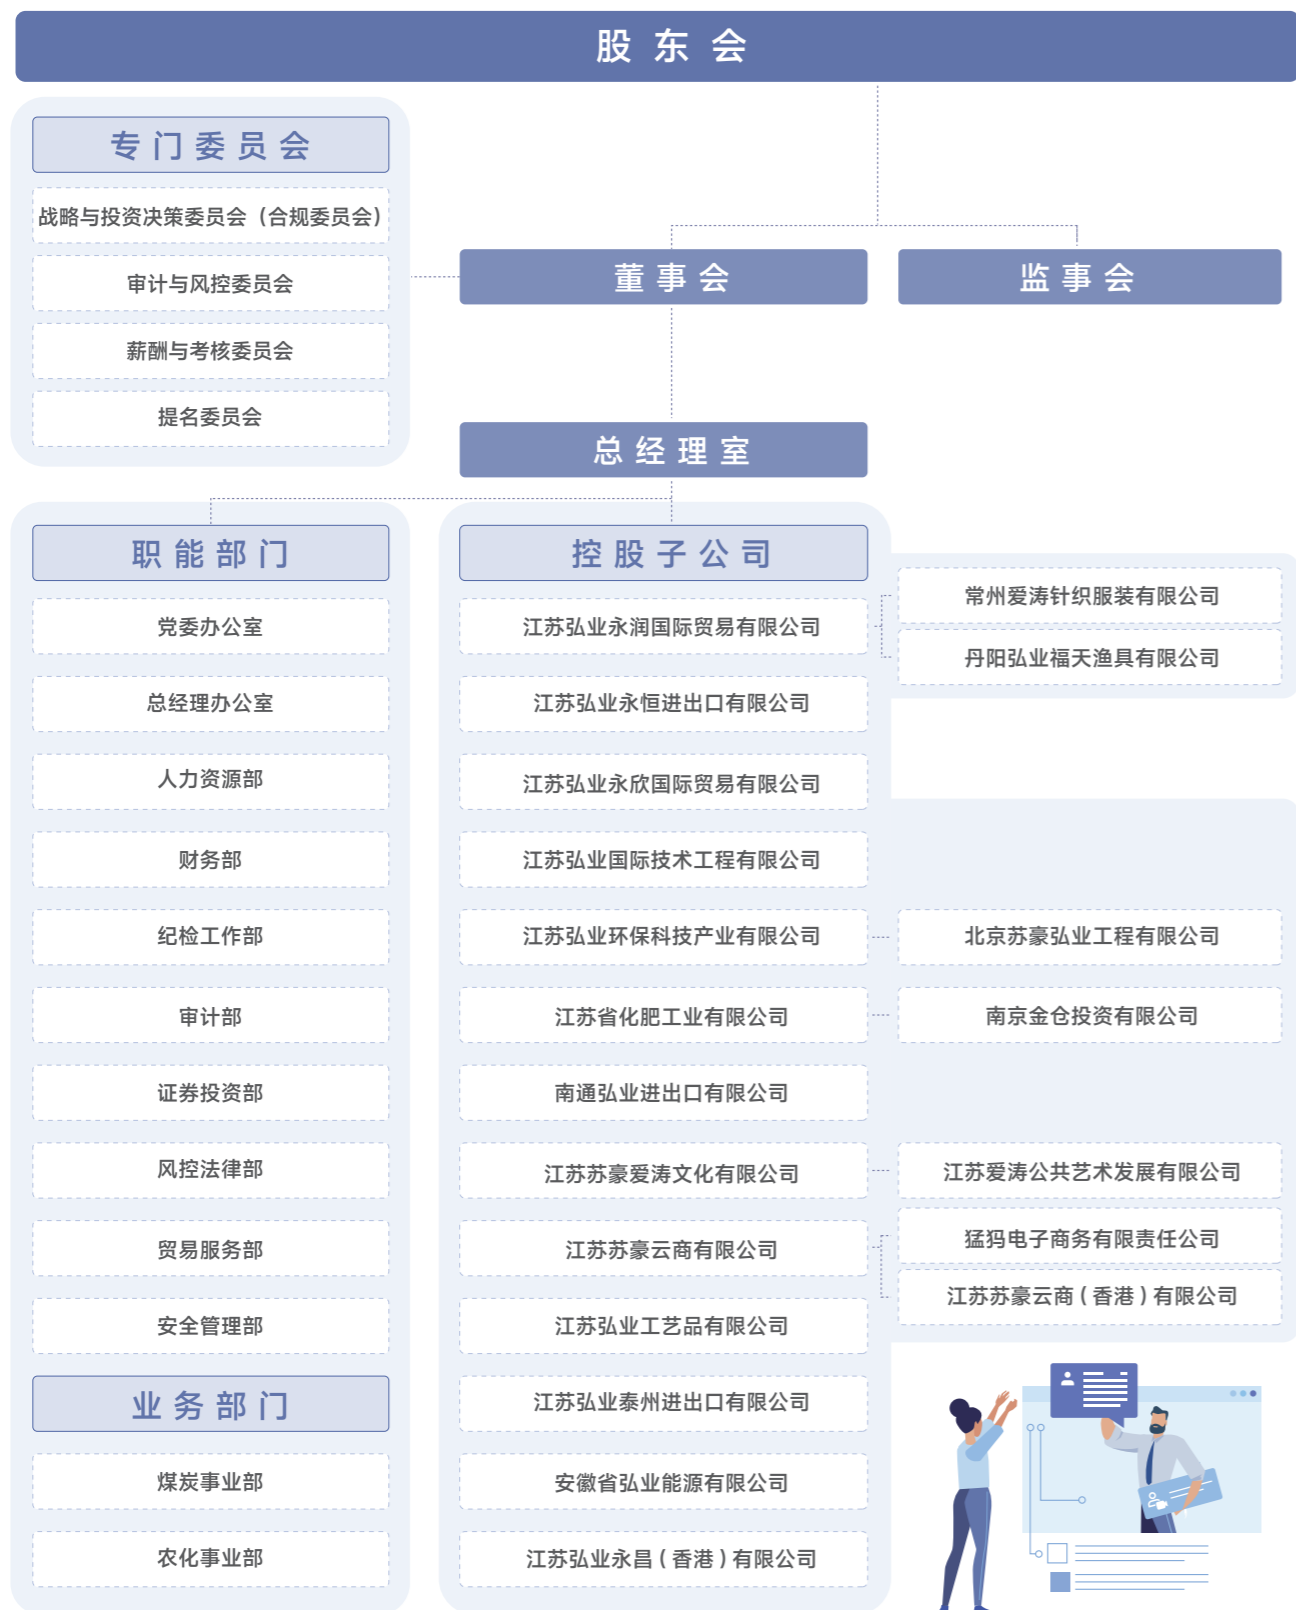 股东会
专门委员会
战略与投资决策委员会（合规委员会）
审计与风控委员会
薪酬与考核委员会
提名委员会
董事会
监事会
总经理室
职能部门
党委办公室
总经理办公室
人力资源部
财务部
纪检工作部
审计部
证券投资部
风控法律部
贸易服务部
安全管理部
业务部门
煤炭事业部
农化事业部
控股子公司
江苏弘业永润国际贸易有限公司
江苏弘业永恒进出口有限公司
江苏弘业永欣国际贸易有限公司
江苏弘业国际技术工程有限公司
江苏弘业环保科技产业有限公司
江苏省化肥工业有限公司
南通弘业进出口有限公司
江苏苏豪爱涛文化有限公司
江苏苏豪云商有限公司
江苏弘业工艺品有限公司
江苏弘业泰州进出口有限公司
安徽省弘业能源有限公司
江苏弘业永昌（香港）有限公司
常州爱涛针织服装有限公司
丹阳弘业福天渔具有限公司
北京苏豪弘业工程有限公司
南京金仓投资有限公司
江苏爱涛公共艺术发展有限公司
猛犸电子商务有限责任公司
江苏苏豪云商（香港）有限公司